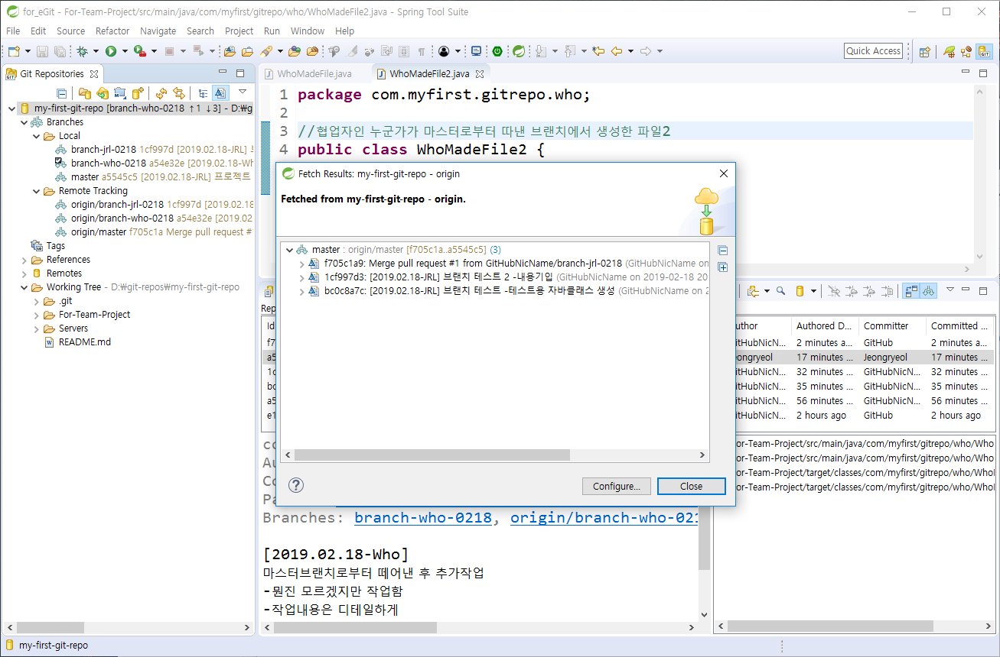 for_eGit - For-Team-Project/src/main/java/com/myfirst/gitrepo/who/WhoMadeFile2.java - Spring Tool Suite
File Edit Source Refactor Navigate Search Project Run Window Help
Quick Access
Git Repositories
my-first-git-repo [branch-who-0218 ↑1 ↓3] - D:₩g
Branches
Local
branch-jrl-0218 1cf997d [2019.02.18-JRL]
branch-who-0218 a54e32e [2019.02.18-Wh
master a5545c5 [2019.02.18-JRL] 프로젝트
Remote Tracking
origin/branch-jrl-0218 1cf997d [2019.02.18
origin/branch-who-0218 a54e32e [2019.02
origin/master f705c1a Merge pull request #
Tags
References
Remotes
Working Tree - D:₩git-repos₩my-first-git-repo
.git
For-Team-Project
Servers
README.md
WhoMadeFile.java WhoMadeFile2.java
1 package com.myfirst.gitrepo.who;
2
3 //협업자인 누군가가 마스터로부터 따낸 브랜치에서 생성한 파일2
4 public class WhoMadeFile2 {
Fetch Results: my-first-git-repo - origin
Fetched from my-first-git-repo - origin.
master : origin/master [f705c1a..a5545c5] (3)
f705c1a9: Merge pull request #1 from GitHubNicName/branch-jrl-0218 (GitHubNicName on
1cf997d3: [2019.02.18-JRL] 브랜치 테스트 2 -내용기입 (GitHubNicName on 2019-02-18 20
bc0c8a7c: [2019.02.18-JRL] 브랜치 테스트 -테스트용 자바클래스 생성 (GitHubNicName on 2
Configure... Close
Rep
Id uthor Authored D... Committer Committed ...
f7 itHubNicN... 2 minutes a... GitHub 2 minutes a...
a5 eongryeol 17 minutes ... Jeongryeol 17 minutes ...
1c itHubNicN... 32 minutes ... GitHubNicN... 32 minutes ...
bc itHubNicN... 35 minutes ... GitHubNicN... 35 minutes ...
a5 itHubNicN... 56 minutes ... GitHubNicN... 56 minutes ...
e1 itHubNicN... 2 hours ago GitHub 2 hours ago
co
Au
Co
Pa
Branches: branch-who-0218, origin/branch-who-021
[2019.02.18-Who]
마스터브랜치로부터 떼어낸 후 추가작업
-뭔진 모르겠지만 작업함
-작업내용은 디테일하게
or-Team-Project/src/main/java/com/myfirst/gitrepo/who/Who
or-Team-Project/src/main/java/com/myfirst/gitrepo/who/Who
or-Team-Project/target/classes/com/myfirst/gitrepo/who/Whol
or-Team-Project/target/classes/com/myfirst/gitrepo/who/Whol
my-first-git-repo